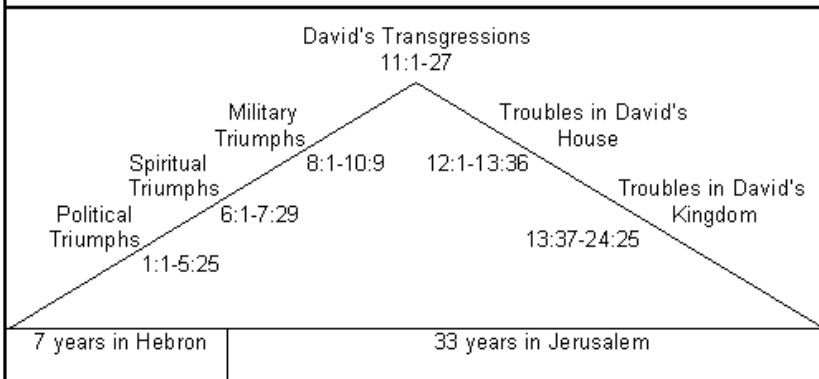 David's Transgressions
11:1-27
Military
Triumphs
8:1-10:9
Spiritual
Triumphs
6:1-7:29
Political
Triumphs
1:1-5:25
Troubles in David's
House
12:1-13:36
Troubles in David's
Kingdom
13:37-24:25
7 years in Hebron
33 years in Jerusalem